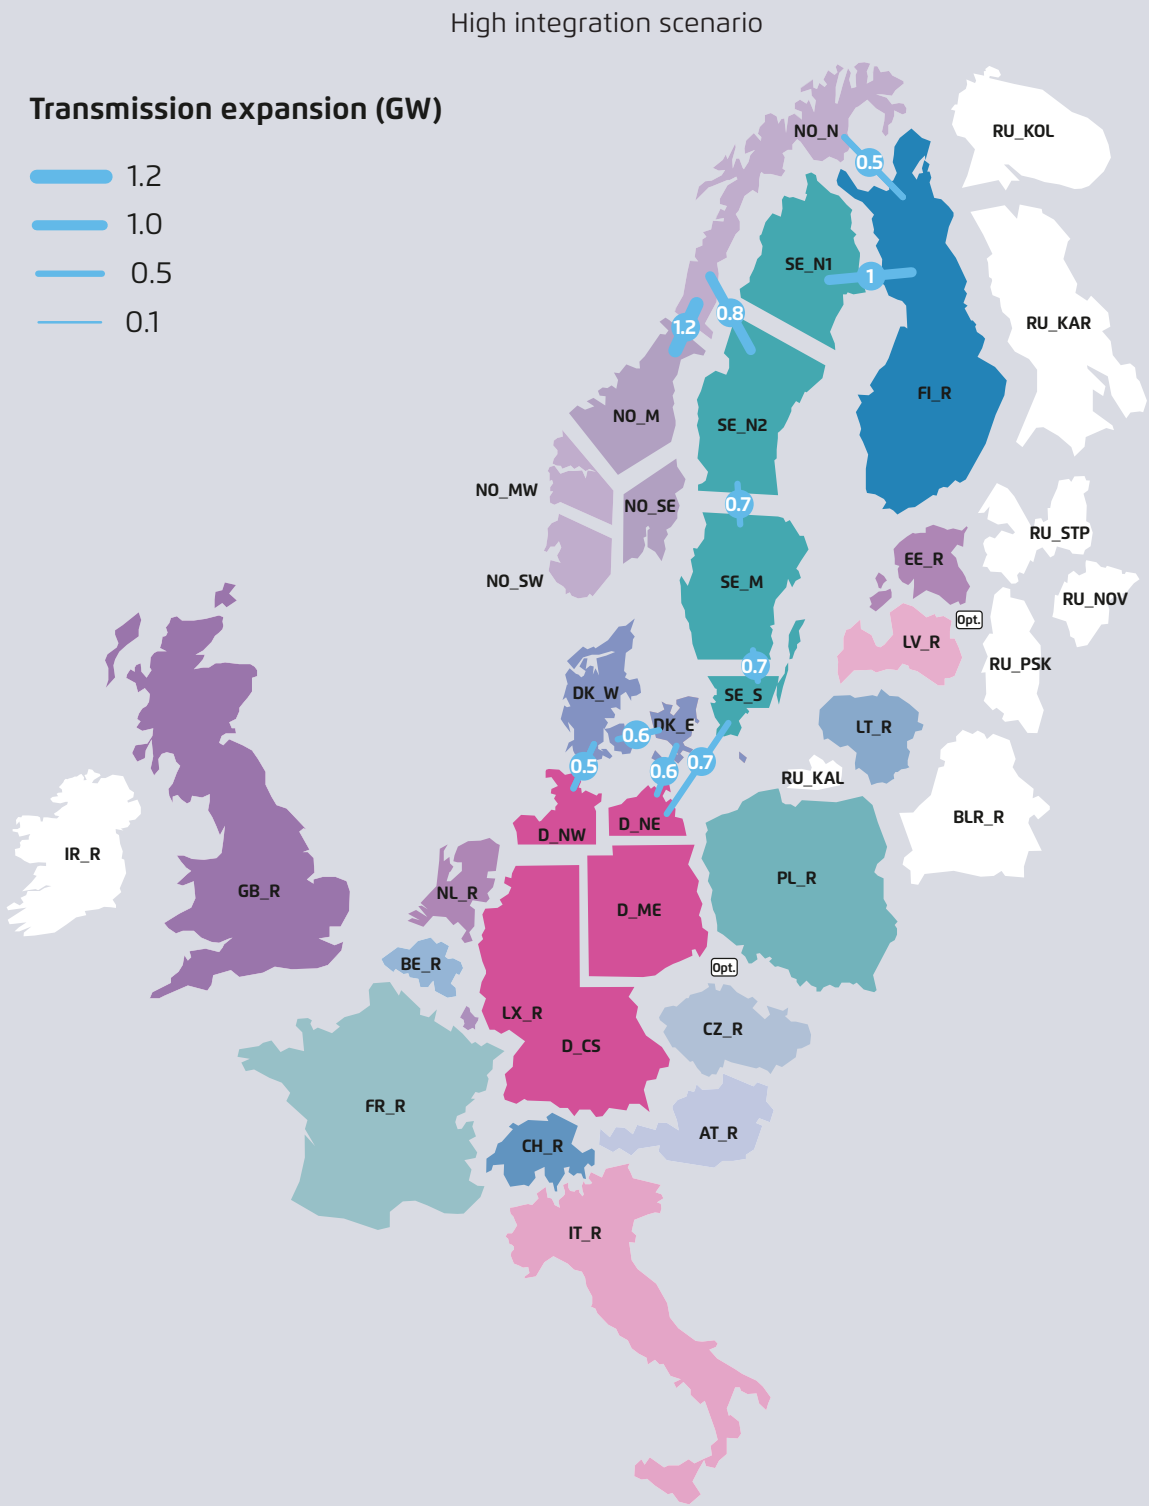 High integration scenario
Transmission expansion (GW)
1.2
1.0
0.5
0.1
NO_N
RU_KOL
0.5
SE_N1
1
0.8
1.2
RU_KAR
FI_R
NO_M
SE_N2
NO_MW
NO_SE
0.7
RU_STP
EE_R
NO_SW
SE_M
RU_NOV
Opt.
LV_R
RU_PSK
0.7
DK_W
SE_S
DK_E
LT_R
0.6
0.5
0.6
0.7
RU_KAL
BLR_R
D_NW
D_NE
IR_R
GB_R
NL_R
PL_R
D_ME
BE_R
Opt.
LX_R
CZ_R
D_CS
FR_R
AT_R
CH_R
IT_R